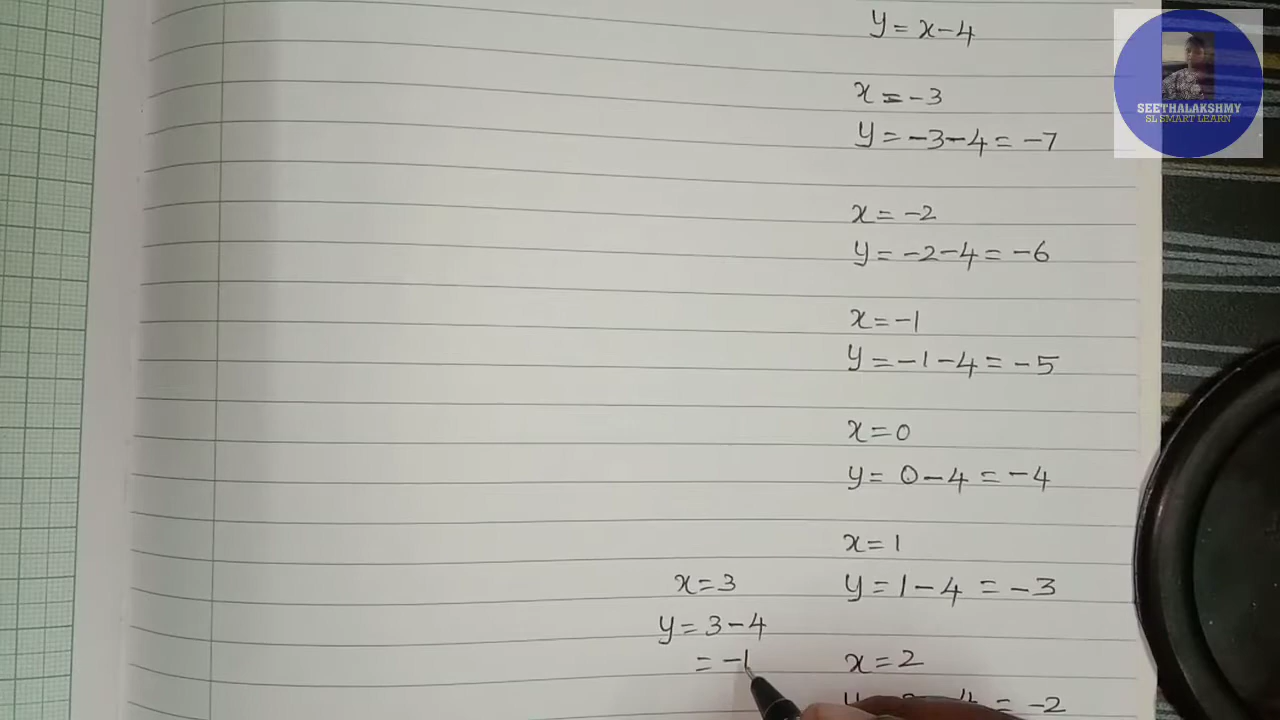 y = x-4
x = -3
y = -3-4 = -7
x = -2
y = -2-4 = -6
x = -1
y = -1-4 = -5
x = 0
y = 0-4 = -4
x = 1
y = 1-4 = -3
x = 2
4 = -2
x = 3
y = 3-4
= -1
SEETHALAKSHMY
SL SMART LEARN